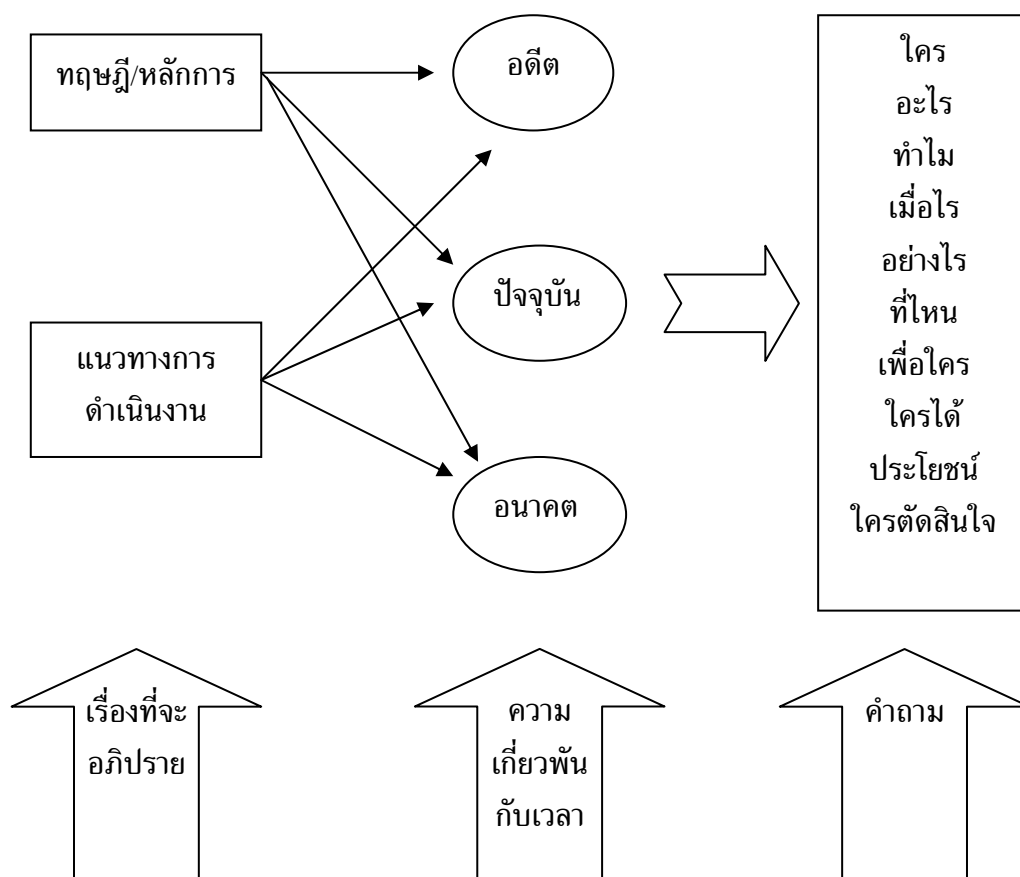 ทฤษฎี/หลักการ
แนวทางการ
ดำเนินงาน
อดีต
ปัจจุบัน
อนาคต
ใคร
อะไร
ทำไม
เมื่อไร
อย่างไร
ที่ไหน
เพื่อใคร
ใครได้
ประโยชน์
ใครตัดสินใจ
เรื่องที่จะ
อภิปราย
ความ
เกี่ยวพัน
กับเวลา
คำถาม